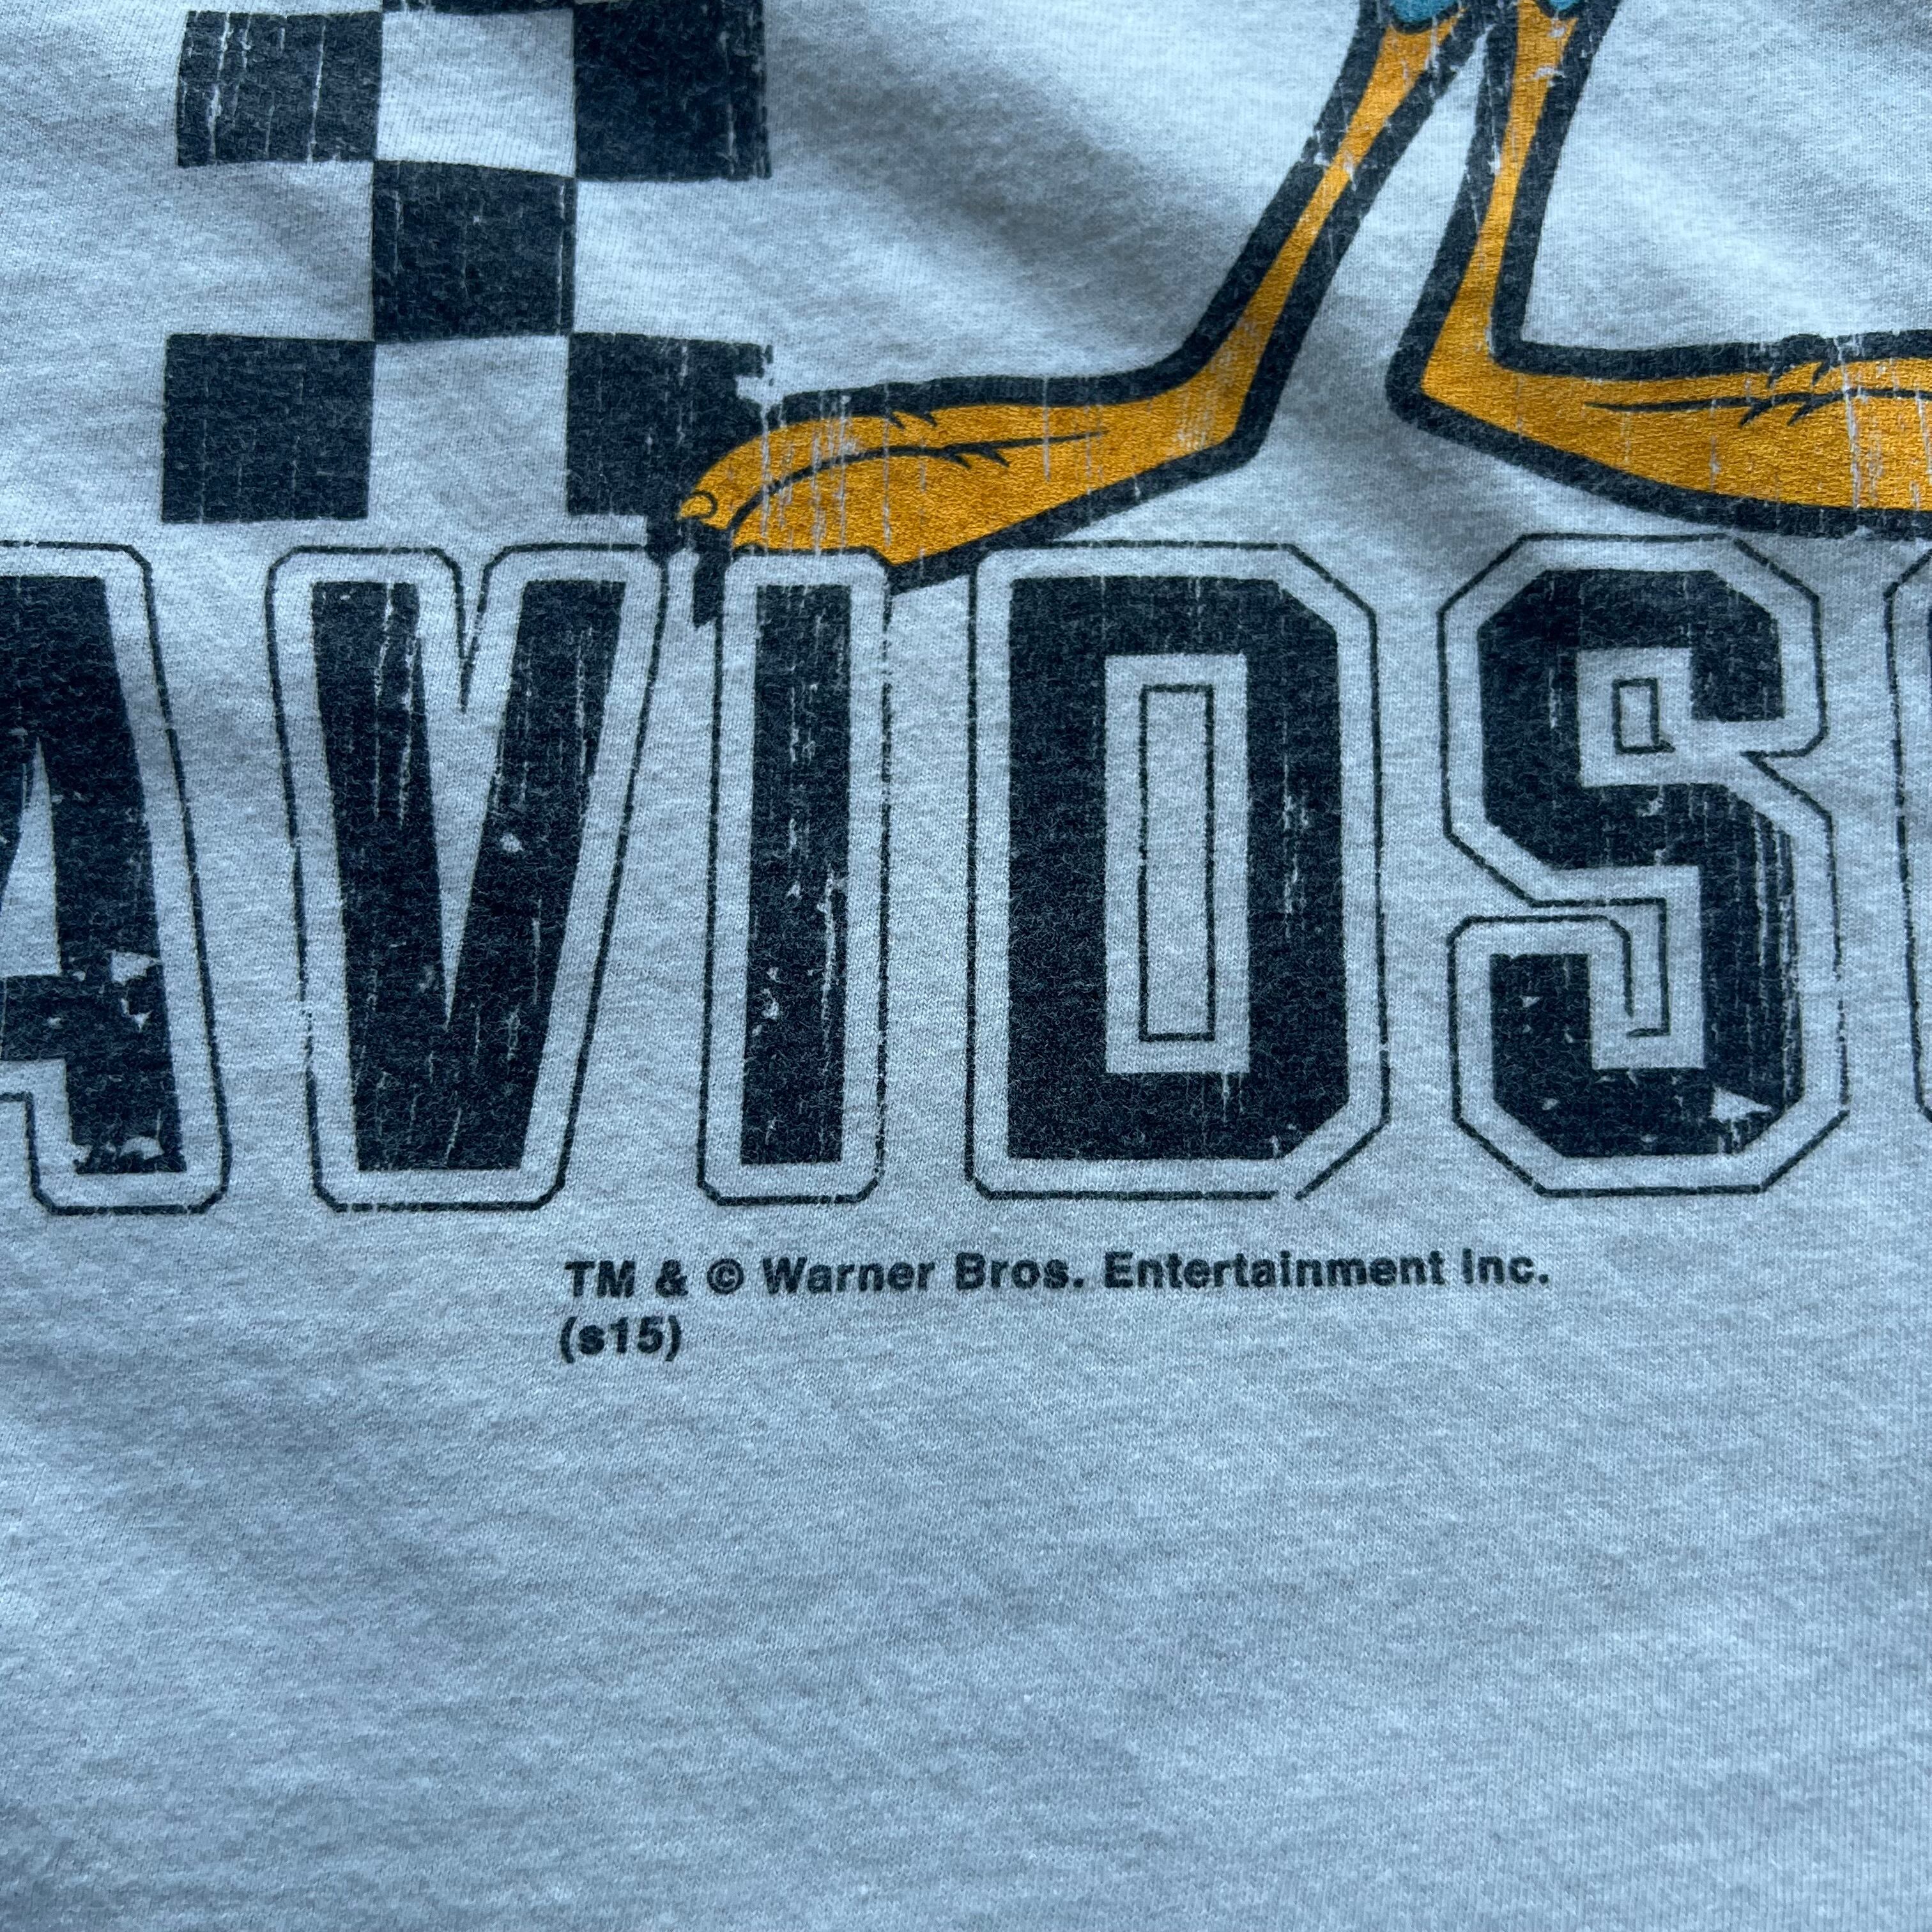 AVIDS
TM & © Warner Bros. Entertainment Inc.
(s15)